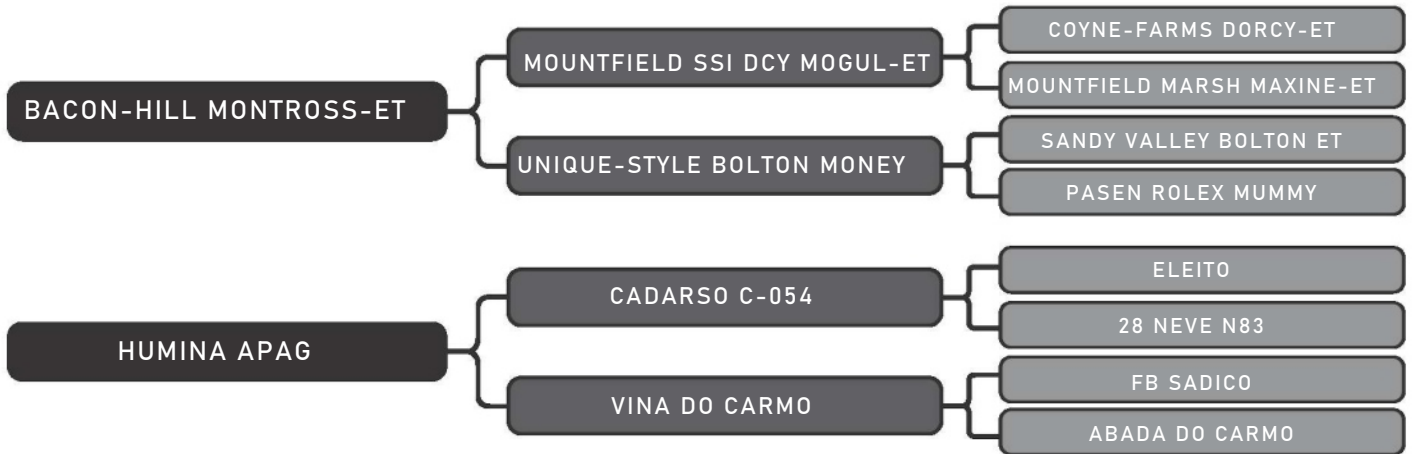 BACON-HILL MONTROSS-ET
MOUNTFIELD SSI DCY MOGUL-ET
COYNE-FARMS DORCY-ET
MOUNTFIELD MARSH MAXINE-ET
UNIQUE-STYLE BOLTON MONEY
SANDY VALLEY BOLTON ET
PASEN ROLEX MUMMY
HUMINA APAG
CADARSO C-054
ELEITO
28 NEVE N83
VINA DO CARMO
FB SADICO
ABADA DO CARMO